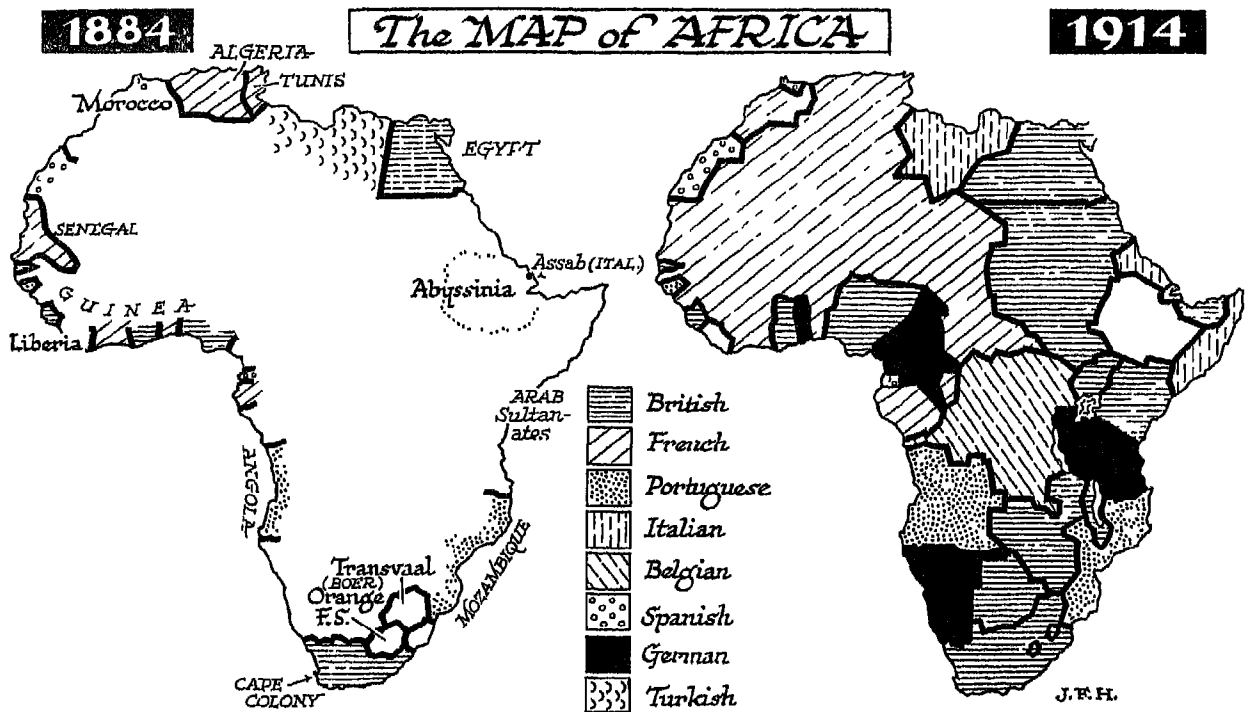 1884
The MAP of AFRICA
1914
ALGERIA
TUNIS
Morocco
EGYPT
SENEGAL
Assab (ITAL.)
Abyssinia
GUINEA
Liberia
ARAB
Sultan-
ates
ANGOLA
Transvaal
(BOER)
Orange
F.S.
MOZAMBIQUE
CAPE
COLONY
British
French
Portuguese
Italian
Belgian
Spanish
German
Turkish
J.F.H.